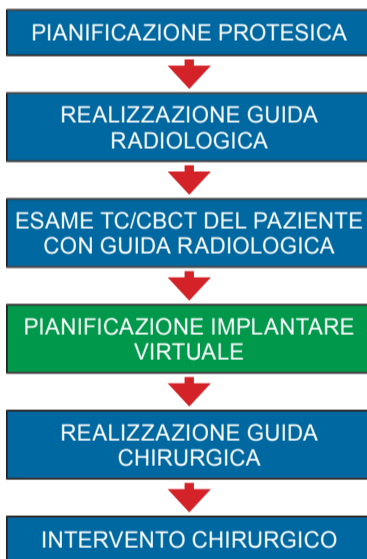 PIANIFICAZIONE PROTESICA
REALIZZAZIONE GUIDA
RADIOLOGICA
ESAME TC/CBCT DEL PAZIENTE
CON GUIDA RADIOLOGICA
PIANIFICAZIONE IMPLANTARE
VIRTUALE
REALIZZAZIONE GUIDA
CHIRURGICA
INTERVENTO CHIRURGICO